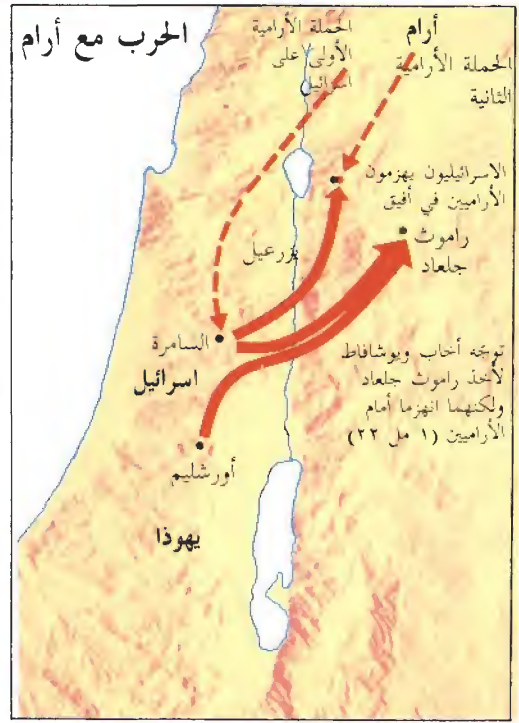 الحرب مع أرام
الحملة الأرامية
الأولى على
اسرائيل
أرام
الحملة الأرامية
الثانية
الاسرائيليون يهزمون
الأراميين في أفيق
راموث
جلعاد
يزرعيل
السامرة
اسرائيل
توجّه أخاب ويوشافاط
لأخذ راموث جلعاد
ولكنهما انهزما أمام
الأراميين (١ مل ٢٢)
أورشليم
يهوذا